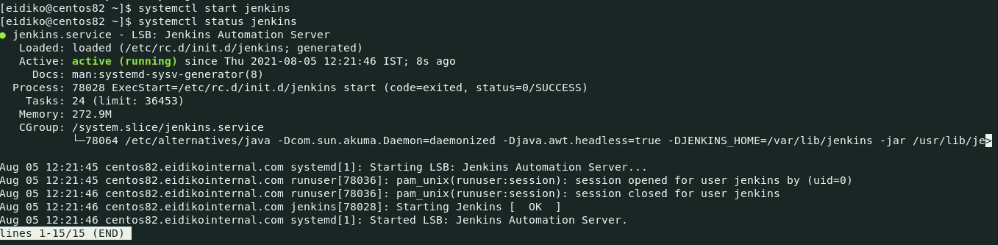 [eidiko@centos82 ~]$ systemctl start jenkins
[eidiko@centos82 ~]$ systemctl status jenkins
● jenkins.service - LSB: Jenkins Automation Server
   Loaded: loaded (/etc/rc.d/init.d/jenkins; generated)
   Active: active (running) since Thu 2021-08-05 12:21:46 IST; 8s ago
     Docs: man:systemd-sysv-generator(8)
  Process: 78028 ExecStart=/etc/rc.d/init.d/jenkins start (code=exited, status=0/SUCCESS)
    Tasks: 24 (limit: 36453)
   Memory: 272.9M
   CGroup: /system.slice/jenkins.service
           └─78064 /etc/alternatives/java -Dcom.sun.akuma.Daemon=daemonized -Djava.awt.headless=true -DJENKINS_HOME=/var/lib/jenkins -jar /usr/lib/je>
Aug 05 12:21:45 centos82.eidikointernal.com systemd[1]: Starting LSB: Jenkins Automation Server...
Aug 05 12:21:45 centos82.eidikointernal.com runuser[78036]: pam_unix(runuser:session): session opened for user jenkins by (uid=0)
Aug 05 12:21:46 centos82.eidikointernal.com runuser[78036]: pam_unix(runuser:session): session closed for user jenkins
Aug 05 12:21:46 centos82.eidikointernal.com jenkins[78028]: Starting Jenkins [  OK  ]
Aug 05 12:21:46 centos82.eidikointernal.com systemd[1]: Started LSB: Jenkins Automation Server.
lines 1-15/15 (END)